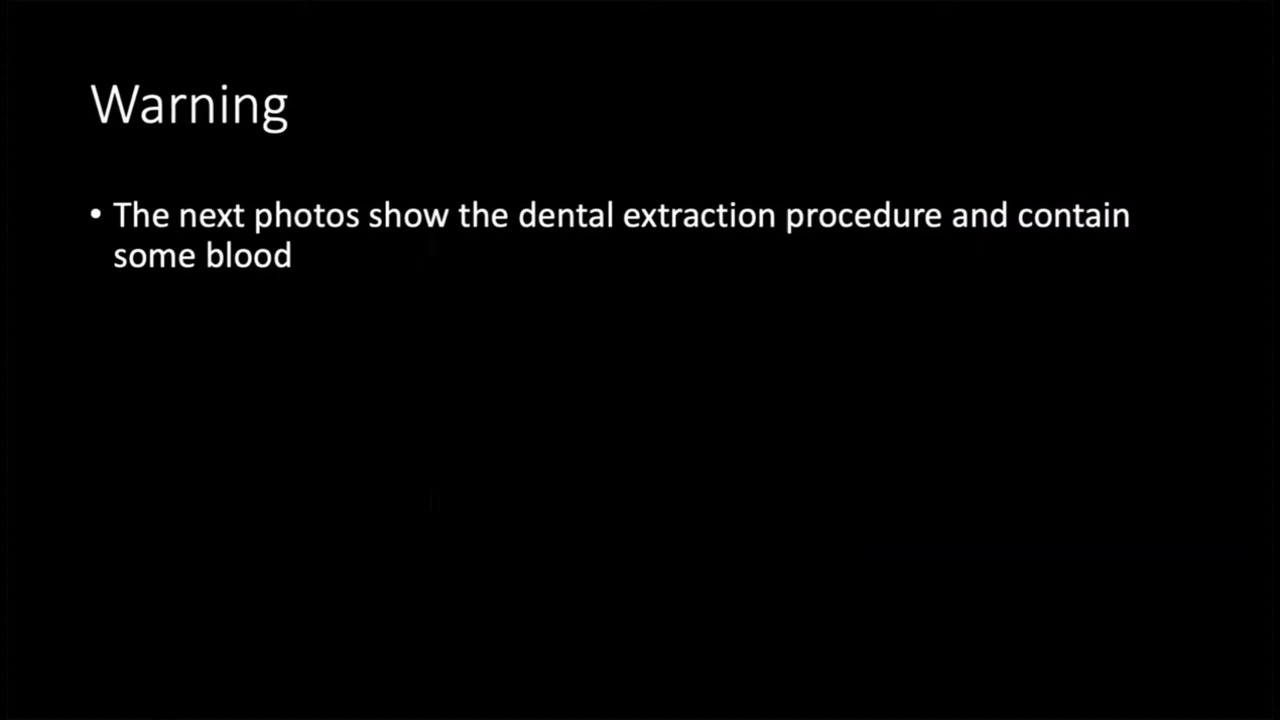 Warning
• The next photos show the dental extraction procedure and contain
some blood